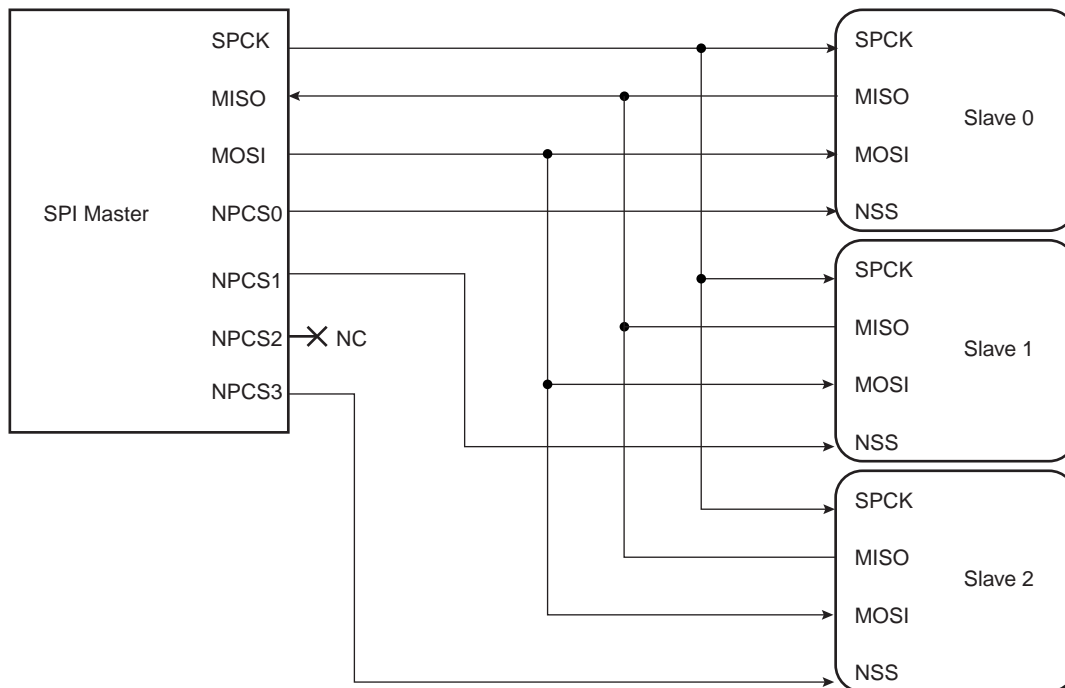 SPI Master
SPCK
MISO
MOSI
NPCS0
NPCS1
NPCS2
NC
NPCS3
SPCK
MISO
Slave 0
MOSI
NSS
SPCK
MISO
Slave 1
MOSI
NSS
SPCK
MISO
Slave 2
MOSI
NSS